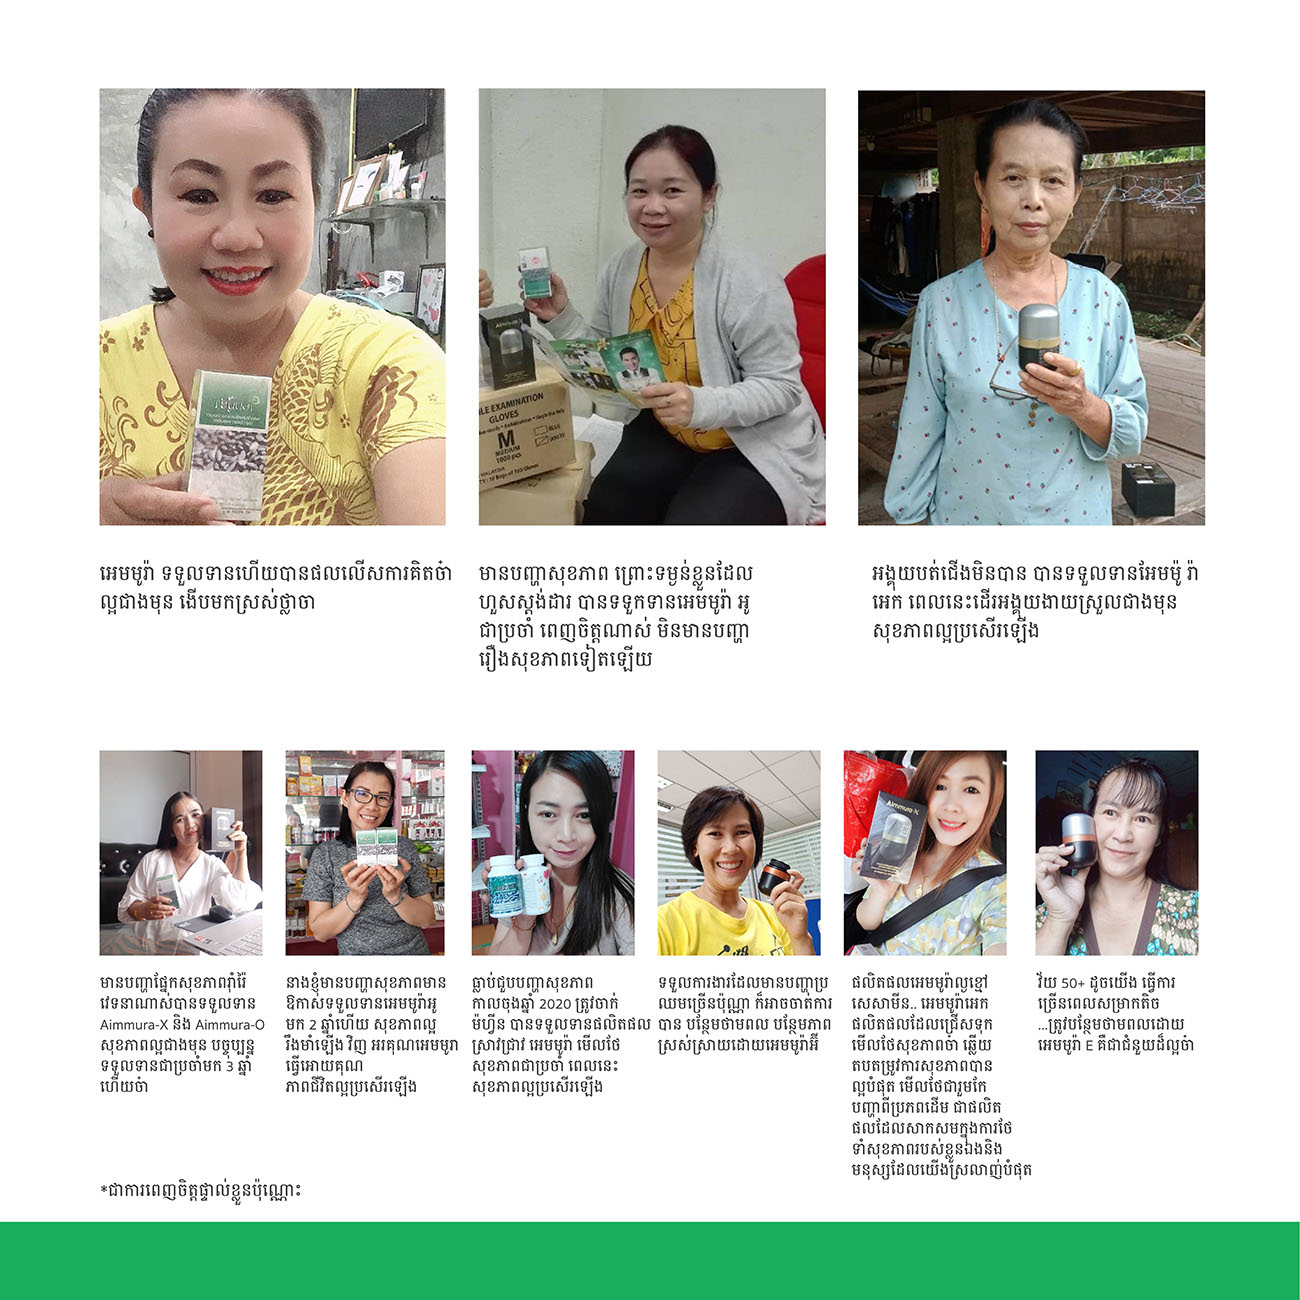 Aimmura-X
LE EXAMINATION
GLOVES
M
MEDIUM
1000 pcs
BLUE
WHITE
អេមមូរ៉ា ទទួលទានហើយបានផលលើសការគិតច៎ា
ល្អជាងមុន ងើបមកស្រស់ថ្លាចា
មានបញ្ហាសុខភាព ព្រោះទម្ងន់ខ្លួនដែល
ហួសស្តង់ដារ បានទទួកទានអេមមូរ៉ា អូ
ជាប្រចាំ ពេញចិត្តណាស់ មិនមានបញ្ហា
រឿងសុខភាពទៀតឡើយ
អង្គុយបត់ជើងមិនបាន បានទទួលទានអែមម៉ូ រ៉ា
អេក ពេលនេះដើរអង្គុយងាយស្រួលជាងមុន
សុខភាពល្អប្រសើរឡើង
Aimmura-X
មានបញ្ហាផ្នែកសុខភាពរ៉ាំរ៉ៃ
វេទនាណាស់បានទទួលទាន
Aimmura-X និង Aimmura-O
សុខភាពល្អជាងមុន បច្ចុប្បន្ន
ទទួលទានជាប្រចាំមក 3 ឆ្នាំ
ហើយច៎ា
នាងខ្ញុំមានបញ្ហាសុខភាពមាន
ឱកាសទទួលទានអេមមូរ៉ាអូ
មក 2 ឆ្នាំហើយ សុខភាពល្អ
រឹងមាំឡើង វិញ អរគុណអេមមូរា
ធ្វើអោយគុណ
ភាពជីវិតល្អប្រសើរឡើង
ធ្លាប់ជួបបញ្ហាសុខភាព
កាលចុងឆ្នាំ 2020 ត្រូវចាក់
ម៉ហ្វីន បានទទួលទានផលិតផល
ស្រាវជ្រាវ អេមមូរ៉ា មើលថែ
សុខភាពជាប្រចាំ ពេលនេះ
សុខភាពល្អប្រសើរឡើង
ទទួលការងារដែលមានបញ្ហាប្រ
ឈមច្រើនប៉ុណ្ណា ក៏អាចចាត់ការ
បាន បន្ថែមថាមពល បន្ថែមភាព
ស្រស់ស្រាយដោយអេមមូរ៉ាអ៊ី
ផលិតផលអេមមូរ៉ាល្អខ្មៅ
សេសាមីន.. អេមមូរ៉ាអេក
ផលិតផលដែលជ្រើសទុក
មើលថែសុខភាពច៎ា ឆ្លើយ
តបតម្រូវការសុខភាពបាន
ល្អបំផុត មើលថែជារួមកែ
បញ្ហាពីប្រភពដើម ជាផលិត
ផលដែលសាកសមក្នុងការថែ
ទាំសុខភាពរបស់ខ្លួនឯងនិង
មនុស្សដែលយើងស្រលាញ់បំផុត
វ័យ 50+ ដូចយើង ធ្វើការ
ច្រើនពេលសម្រាកតិច
...ត្រូវបន្ថែមថាមពលដោយ
អេមមូរ៉ា E គឺជាជំនួយដ៏ល្អច៎ា
*ជាការពេញចិត្តផ្ទាល់ខ្លួនប៉ុណ្ណោះ